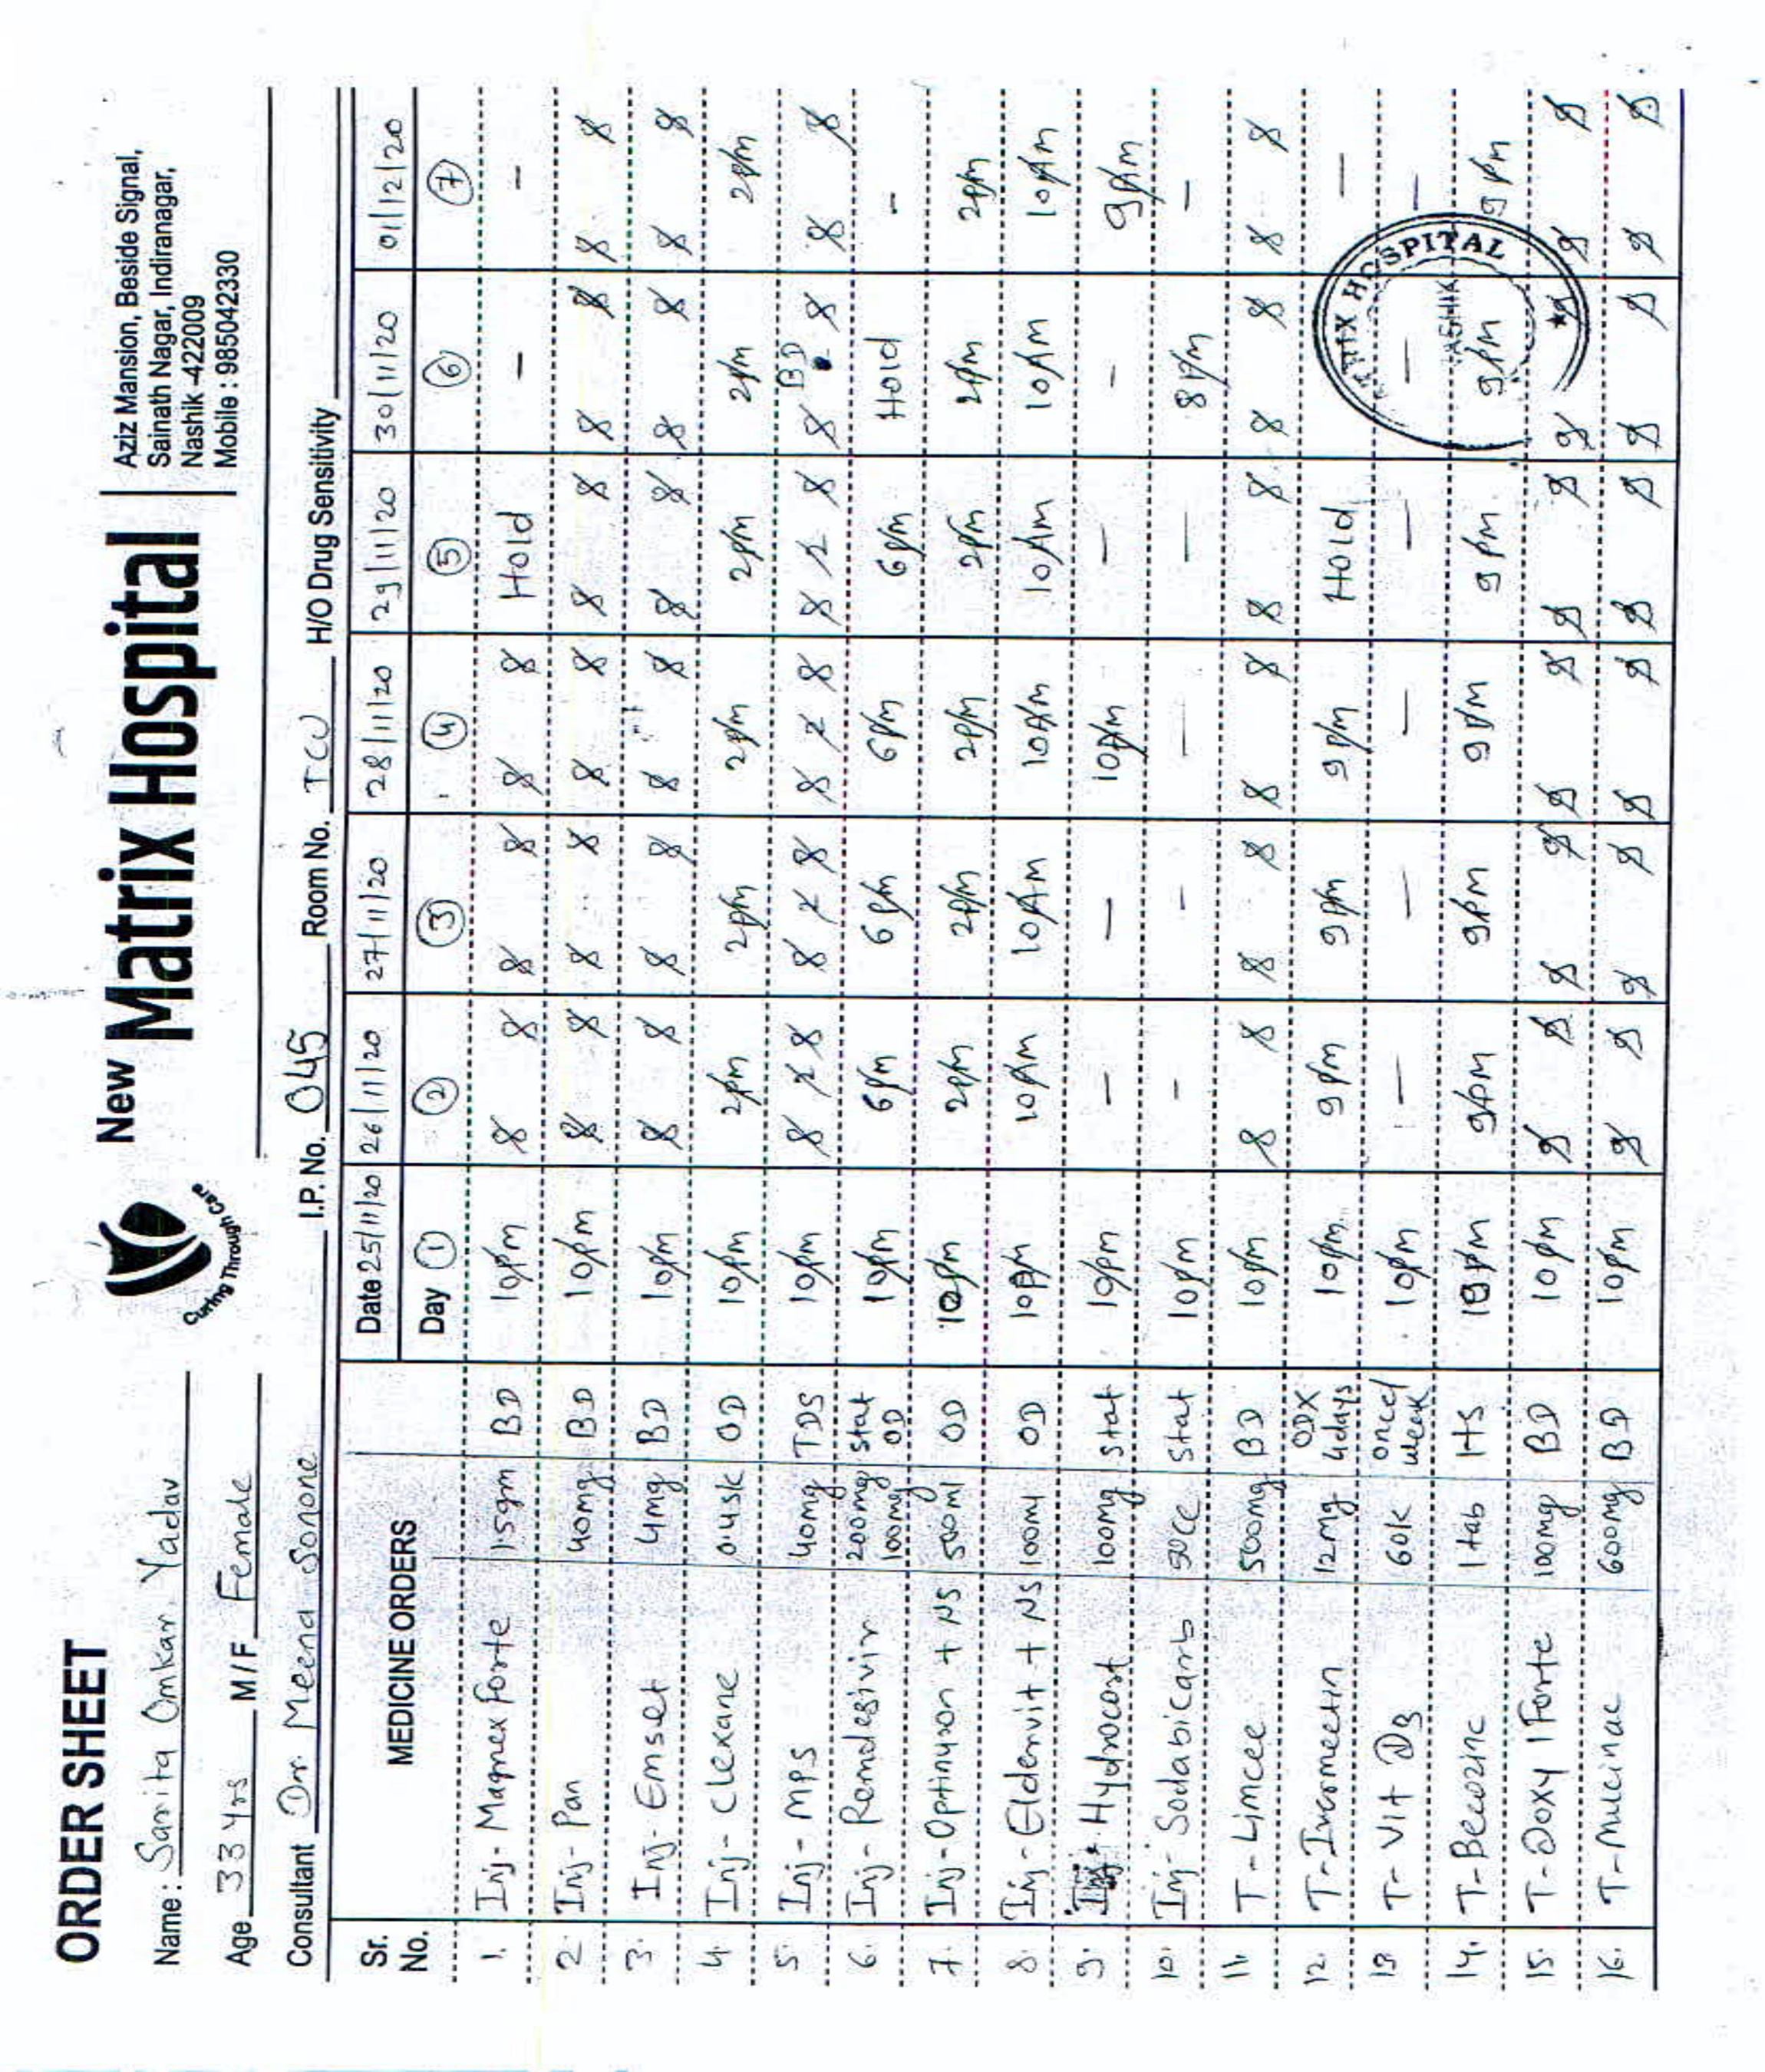 ORDER SHEET
New Matrix Hospital
Curing Through Care
Aziz Mansion, Beside Signal,
Sainath Nagar, Indiranagar,
Nashik -422009
Mobile : 985042330
Name : Sarita Omkar Yadav
Age 33 Yrs M/F Female
Consultant Dr. Meena Sonone I.P. No. 045 Room No. ICU H/O Drug Sensitivity
Sr. No. MEDICINE ORDERS Date 25/11/20 26/11/20 27/11/20 28/11/20 29/11/20 30/11/20 01/12/20
Day 1 2 3 4 5 6 7
1. Inj- Magnex Forte 1.5gm BD 10pm 8 8 8 8 8 8 Hold - -
2. Inj- Pan 40mg BD 10pm 8 8 8 8 8 8 8 8 8 8 8 8
3. Inj- Emset 4mg BD 10pm 8 8 8 8 8 8 8 8 8 8 8 8
4. Inj- Clexane OD 10pm 2pm 2pm 2pm 2pm 2pm 2pm
5. Inj- MPS 40mg TDS 10pm 8 2 8 8 2 8 8 2 8 8 2 8 8 BD 8 8 8
6. Inj- Remdesivir 200mg stat 100mg OD 10pm 6pm 6pm 6pm 6pm Hold -
7. Inj- Optinuron + NS 500ml OD 10pm 2pm 2pm 2pm 2pm 2pm 2pm
8. Inj- Eldervit + NS 100ml OD 10pm 10AM 10AM 10AM 10AM 10AM 10AM
9. Inj- Hydrocort 100mg stat 10pm - - 10pm - - 9pm
10. Inj- Sodabicarb 50cc stat 10pm - - - - 8pm -
11. T- Limcee 500mg BD 10pm 8 8 8 8 8 8 8 8 8 8 8 8
12. T- Ivermectin 12mg ODX 4days 10pm 9pm 9pm 9pm Hold -
13 T- Vit D3 60k once/ week 10pm - - - - - -
14. T- Becozinc 1 tab HS 10pm 9pm 9pm 9pm 9pm 9pm 9pm
15. T- Doxy 1 Forte 100mg BD 10pm 8 8 8 8 8 8 8 8 8 8 8 8
16. T- Mucinac 600mg BD 10pm 8 8 8 8 8 8 8 8 8 8 8 8
MATRIX HOSPITAL
NASHIK